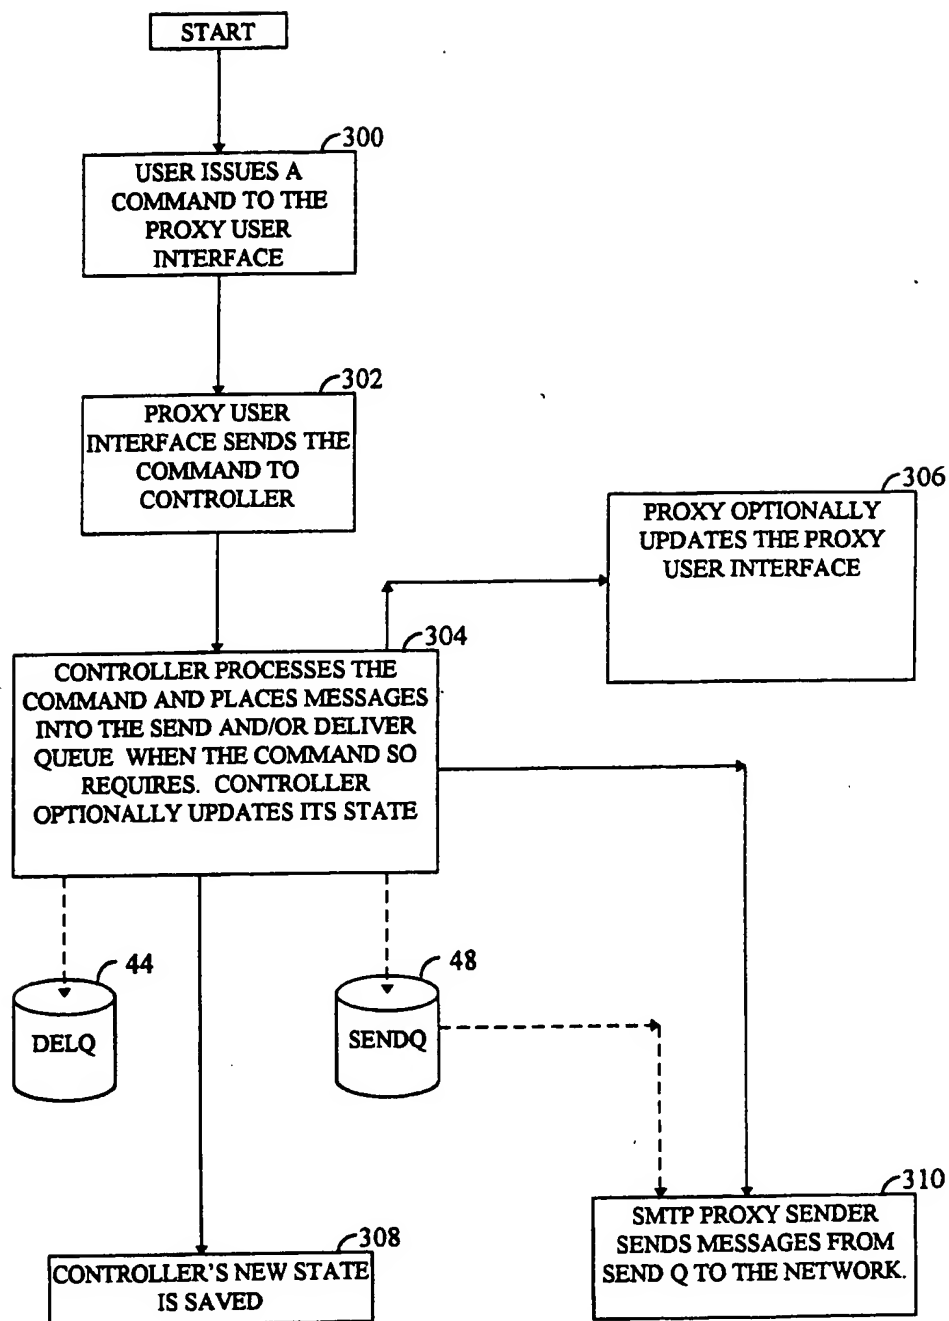 START
300
USER ISSUES A
COMMAND TO THE
PROXY USER
INTERFACE
302
PROXY USER
INTERFACE SENDS THE
COMMAND TO
CONTROLLER
306
PROXY OPTIONALLY
UPDATES THE PROXY
USER INTERFACE
304
CONTROLLER PROCESSES THE
COMMAND AND PLACES MESSAGES
INTO THE SEND AND/OR DELIVER
QUEUE WHEN THE COMMAND SO
REQUIRES. CONTROLLER
OPTIONALLY UPDATES ITS STATE
44
DELQ
48
SENDQ
310
SMTP PROXY SENDER
SENDS MESSAGES FROM
SEND Q TO THE NETWORK.
308
CONTROLLER'S NEW STATE
IS SAVED